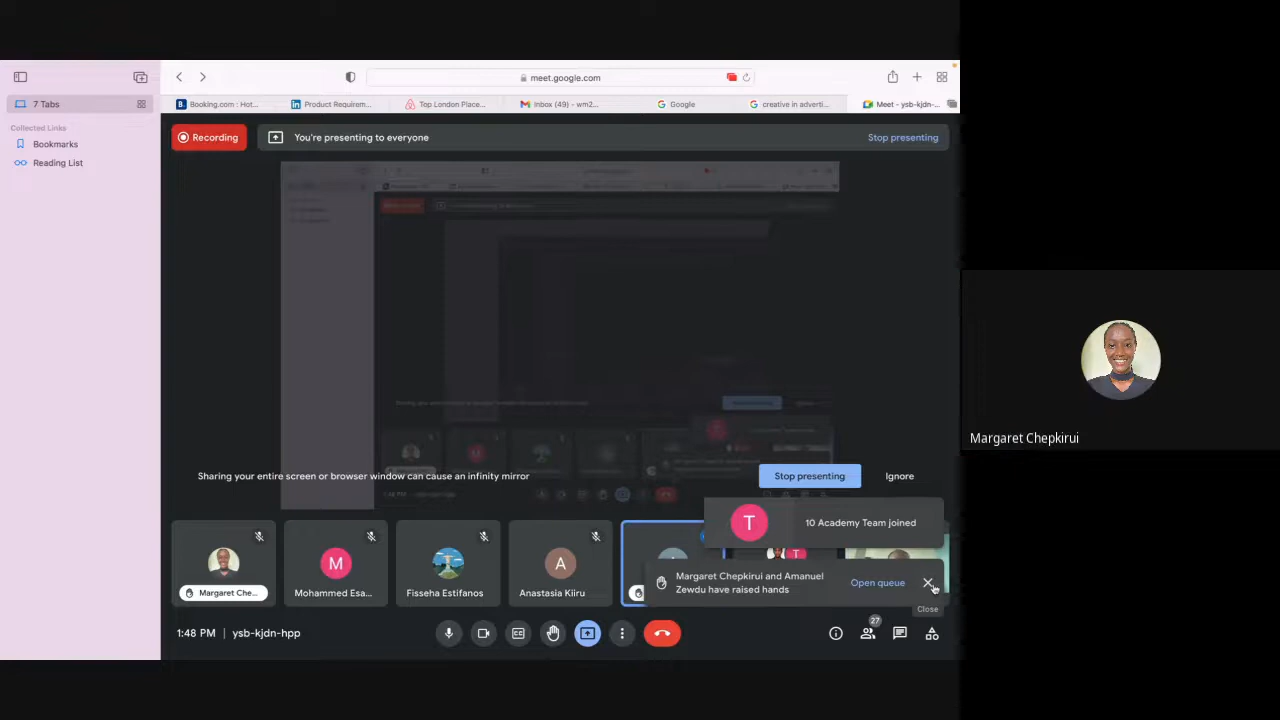 meet.google.com
7 Tabs
Booking.com : Hot...
Product Requirem...
Top London Place...
Inbox (49) - wm2...
Google
creative in adverti...
Meet - ysb-kjdn-...
Collected Links
Bookmarks
Reading List
Recording
You're presenting to everyone
Stop presenting
Sharing your entire screen or browser window can cause an infinity mirror
Stop presenting
Ignore
T
10 Academy Team joined
Margaret Chepkirui and Amanuel
Zewdu have raised hands
Open queue
Close
Margaret Che...
M
Mohammed Esa...
Fisseha Estifanos
A
Anastasia Kiiru
T
1:48 PM
ysb-kjdn-hpp
27
Margaret Chepkirui